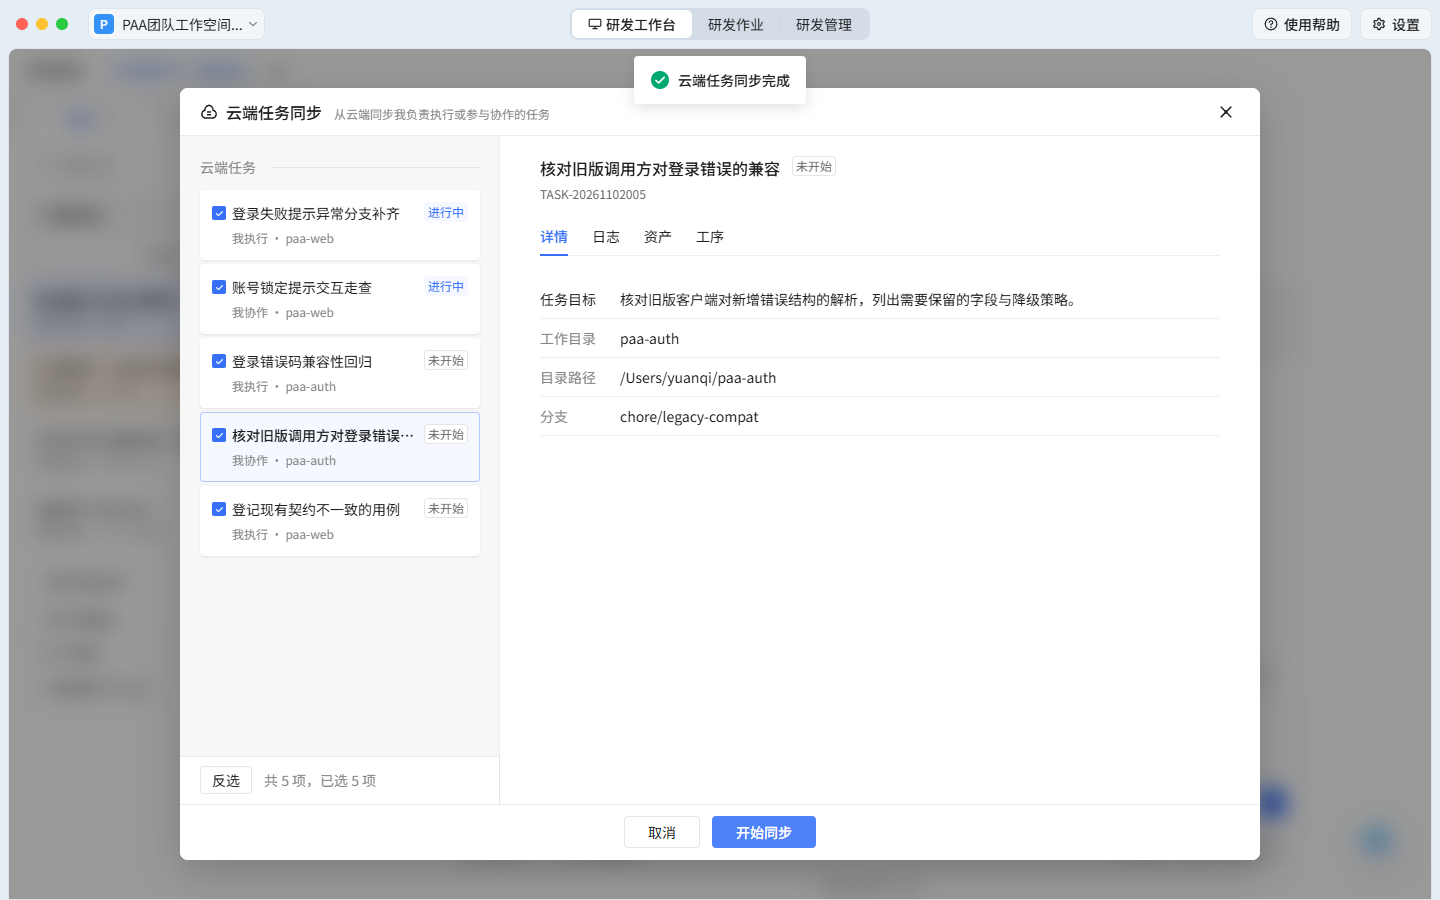 P PAA团队工作空间...
研发工作台 研发作业 研发管理
使用帮助 设置
云端任务同步完成
云端任务同步 从云端同步我负责执行或参与协作的任务
云端任务
登录失败提示异常分支补齐 进行中
我执行 • paa-web
账号锁定提示交互走查 进行中
我协作 • paa-web
登录错误码兼容性回归 未开始
我执行 • paa-auth
核对旧版调用方对登录错误… 未开始
我协作 • paa-auth
登记现有契约不一致的用例 未开始
我执行 • paa-web
反选 共 5 项，已选 5 项
核对旧版调用方对登录错误的兼容 未开始
TASK-20261102005
详情 日志 资产 工序
任务目标 核对旧版客户端对新增错误结构的解析，列出需要保留的字段与降级策略。
工作目录 paa-auth
目录路径 /Users/yuanqi/paa-auth
分支 chore/legacy-compat
取消 开始同步